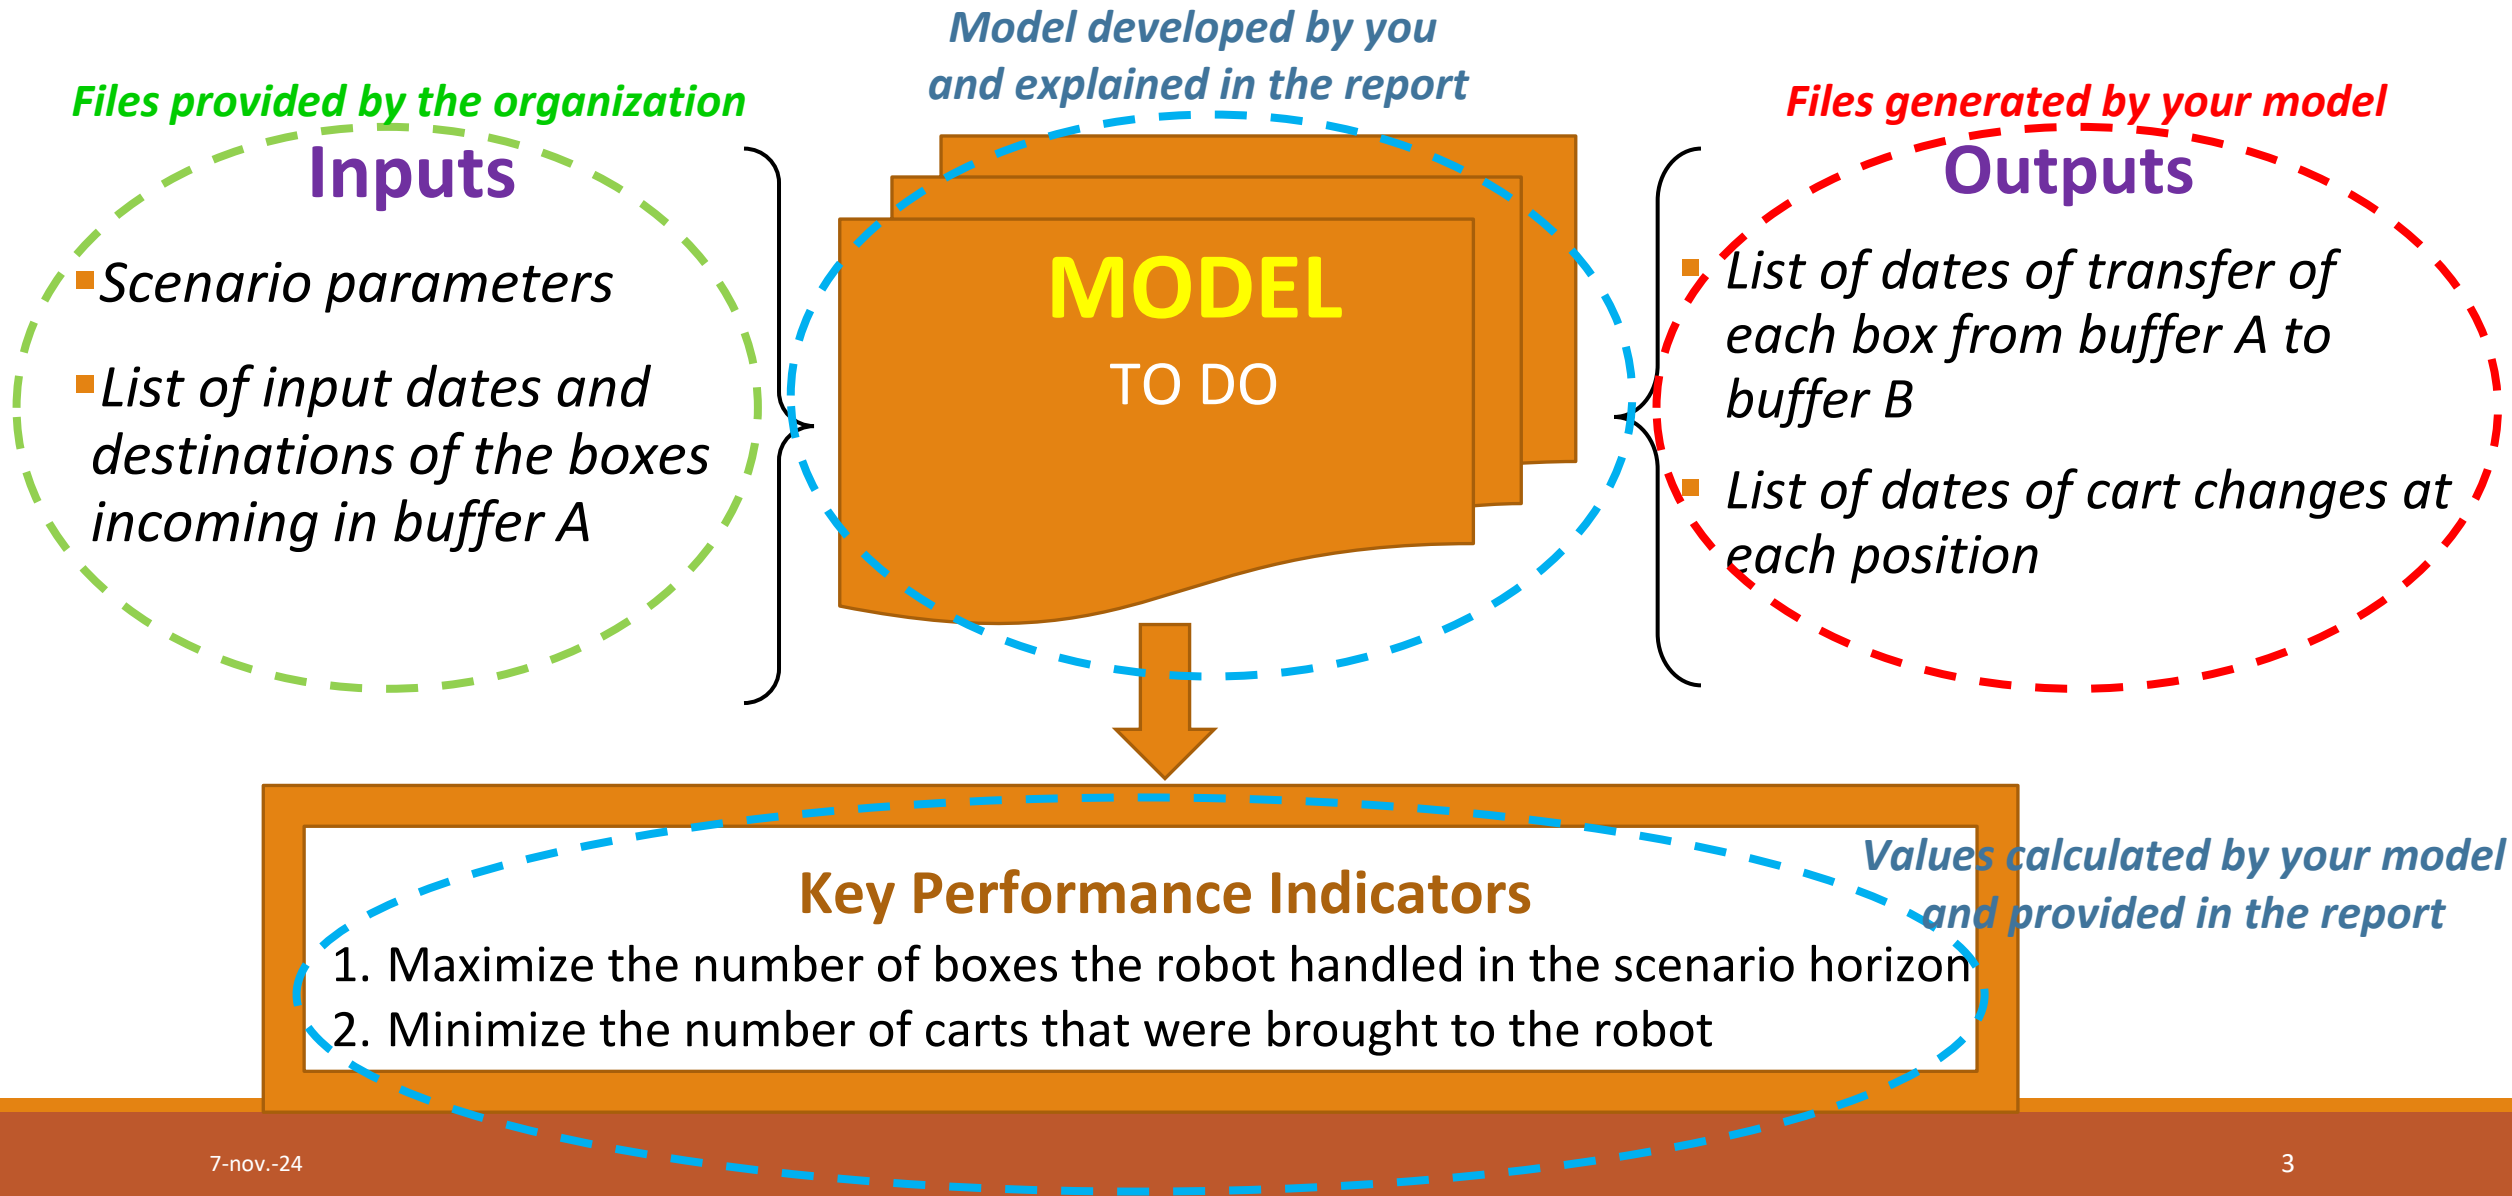 Files provided by the organization
Inputs
▪Scenario parameters
▪List of input dates and
destinations of the boxes
incoming in buffer A
Model developed by you
and explained in the report
MODEL
TO DO
Files generated by your model
Outputs
▪ List of dates of transfer of
each box from buffer A to
buffer B
▪ List of dates of cart changes at
each position
Key Performance Indicators
1. Maximize the number of boxes the robot handled in the scenario horizon
2. Minimize the number of carts that were brought to the robot
Values calculated by your model
and provided in the report
7-nov.-24
3